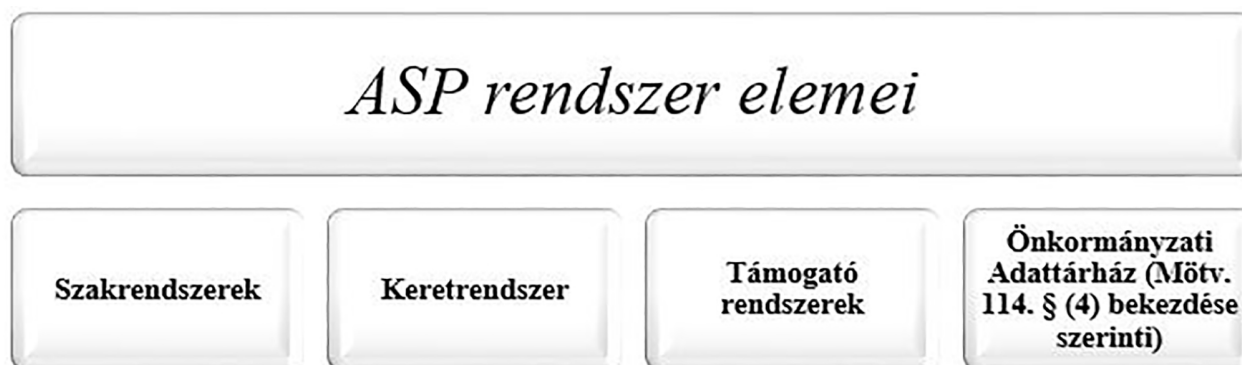 ASP rendszer elemei
Szakrendszerek
Keretrendszer
Támogató
rendszerek
Önkormányzati
Adattárház (Mötv.
114. § (4) bekezdése
szerinti)